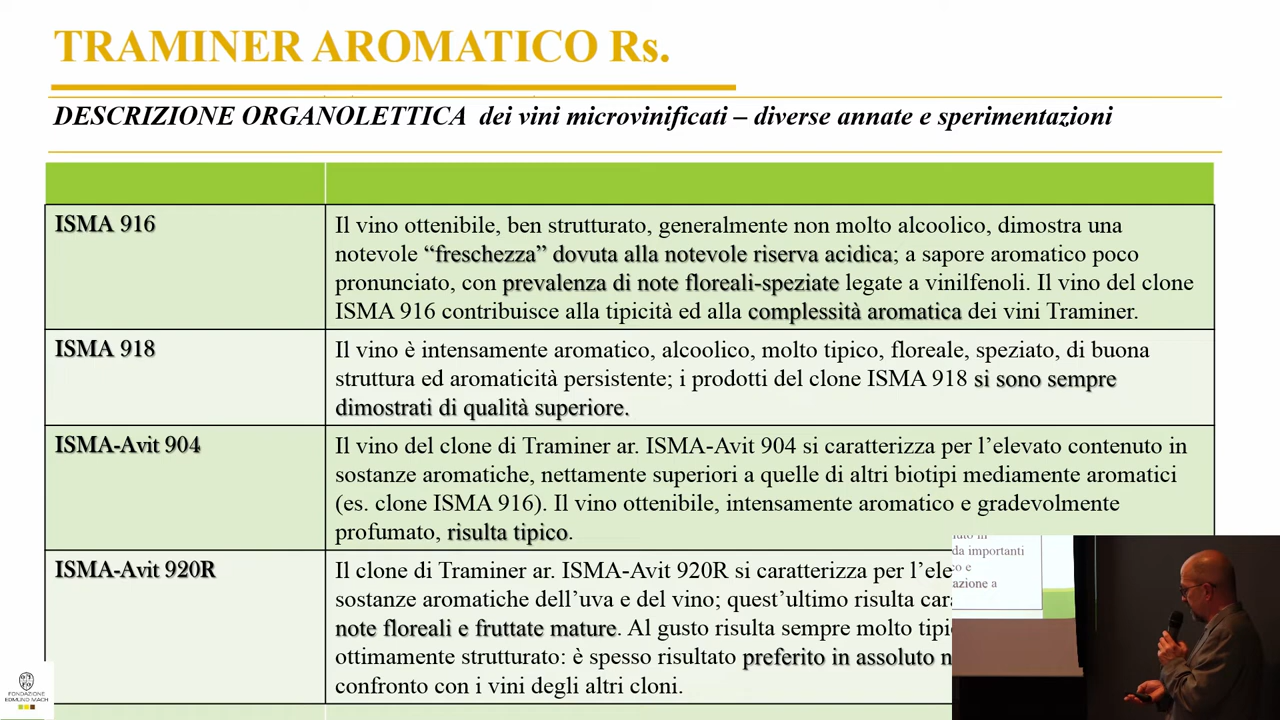 TRAMINER AROMATICO Rs.
DESCRIZIONE ORGANOLETTICA dei vini microvinificati – diverse annate e sperimentazioni
ISMA 916
Il vino ottenibile, ben strutturato, generalmente non molto alcoolico, dimostra una
notevole “freschezza” dovuta alla notevole riserva acidica; a sapore aromatico poco
pronunciato, con prevalenza di note floreali-speziate legate a vinilfenoli. Il vino del clone
ISMA 916 contribuisce alla tipicità ed alla complessità aromatica dei vini Traminer.
ISMA 918
Il vino è intensamente aromatico, alcoolico, molto tipico, floreale, speziato, di buona
struttura ed aromaticità persistente; i prodotti del clone ISMA 918 si sono sempre
dimostrati di qualità superiore.
ISMA-Avit 904
Il vino del clone di Traminer ar. ISMA-Avit 904 si caratterizza per l’elevato contenuto in
sostanze aromatiche, nettamente superiori a quelle di altri biotipi mediamente aromatici
(es. clone ISMA 916). Il vino ottenibile, intensamente aromatico e gradevolmente
profumato, risulta tipico.
ISMA-Avit 920R
Il clone di Traminer ar. ISMA-Avit 920R si caratterizza per l’ele
sostanze aromatiche dell’uva e del vino; quest’ultimo risulta
note floreali e fruttate mature. Al gusto risulta sempre molto
ottimamente strutturato: è spesso risultato preferito in assoluto
confronto con i vini degli altri cloni.
da importanti
co e
azione a
FONDAZIONE
EDMUND MACH